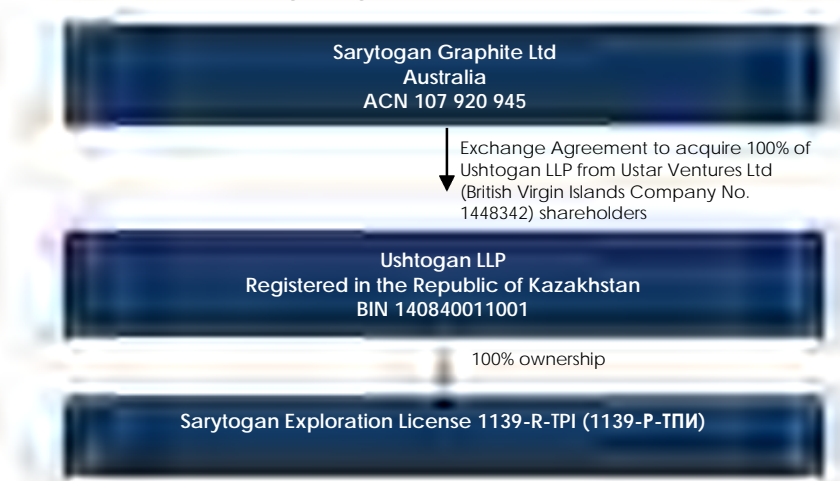 Sarytogan Graphite Ltd
Australia
ACN 107 920 945
Exchange Agreement to acquire 100% of
Ushtogan LLP from Ustar Ventures Ltd
(British Virgin Islands Company No.
1448342) shareholders
Ushtogan LLP
Registered in the Republic of Kazakhstan
BIN 140840011001
100% ownership
Sarytogan Exploration License 1139-R-TPI (1139-Р-ТПИ)